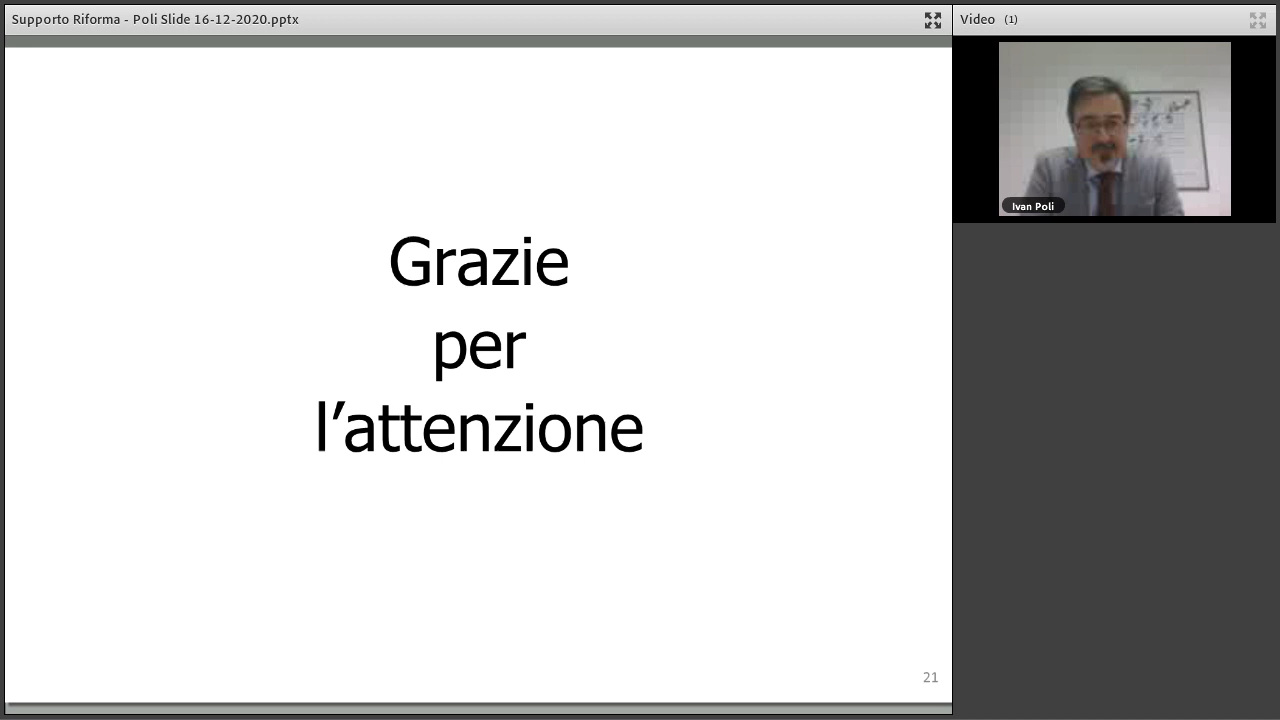 Supporto Riforma - Poli Slide 16-12-2020.pptx
Video (1)
Ivan Poli
Grazie
per
l’attenzione
21